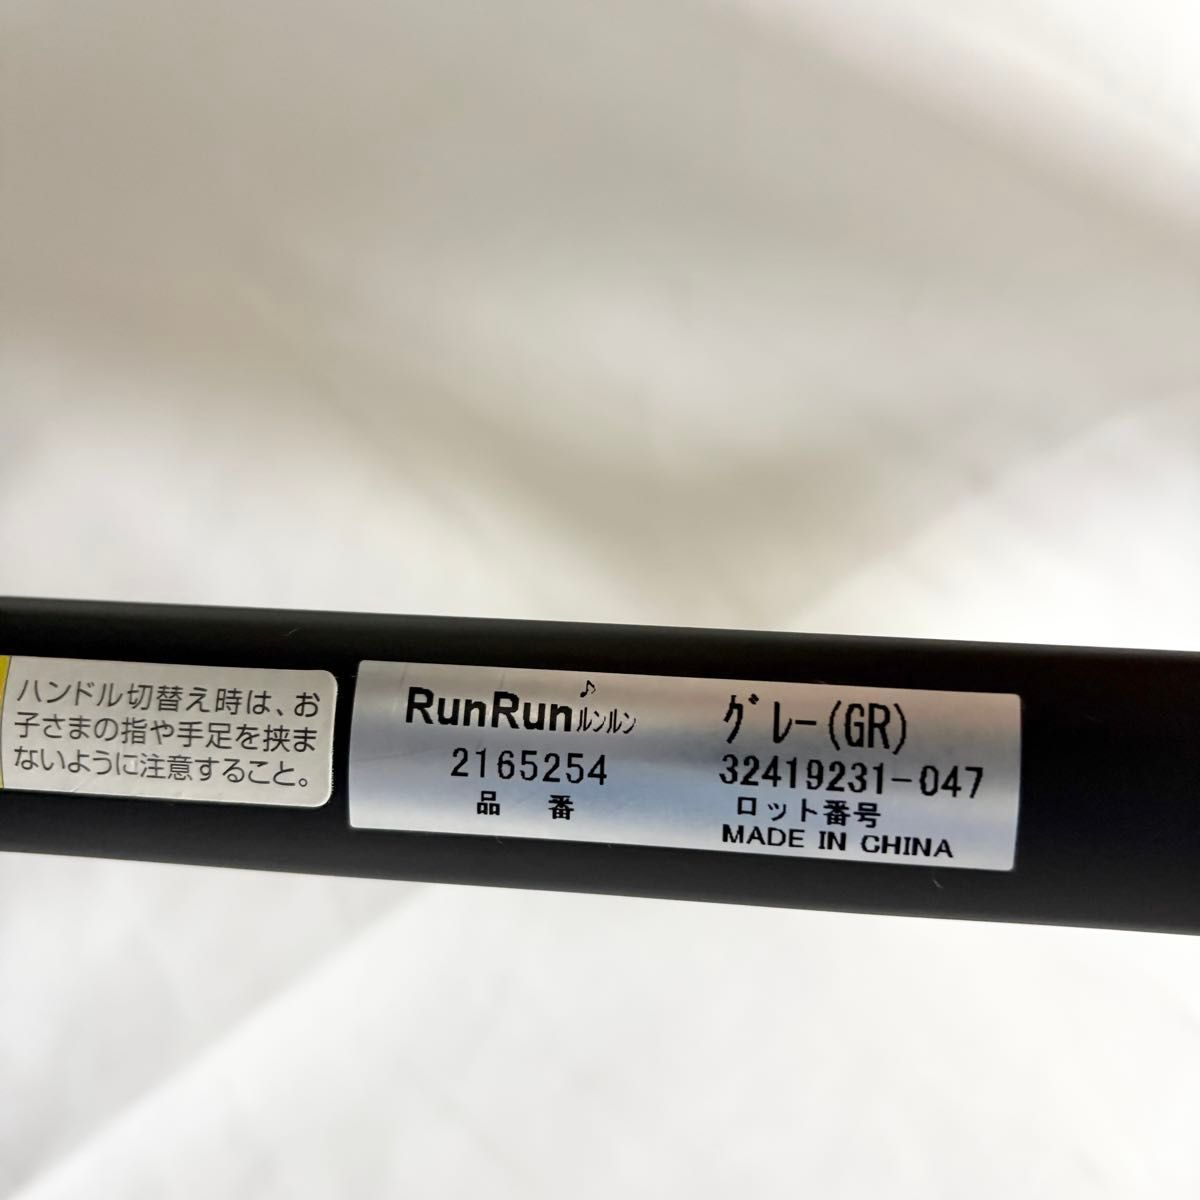 ハンドル切替え時は、お
子さまの指や手足を挟ま
ないように注意すること。
RunRun♪ルンルン
2165254
品 番
グレー(GR)
32419231-047
ロット番号
MADE IN CHINA